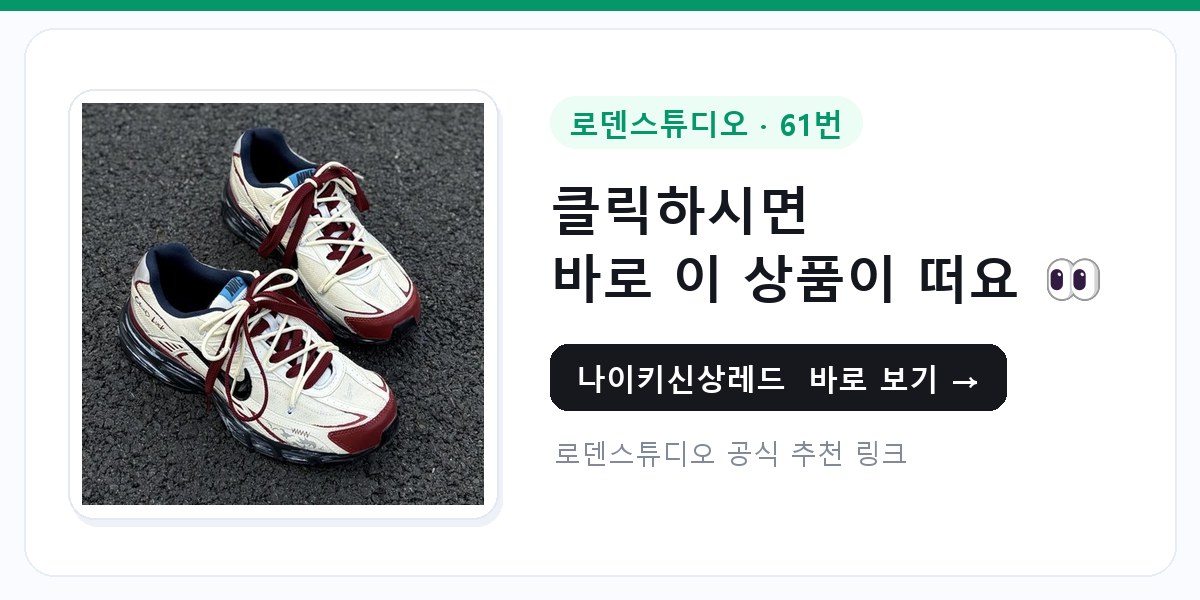 로덴스튜디오 · 61번
클릭하시면
바로 이 상품이 떠요 👀
나이키신상레드 바로 보기 →
로덴스튜디오 공식 추천 링크
NIKE
NIKE